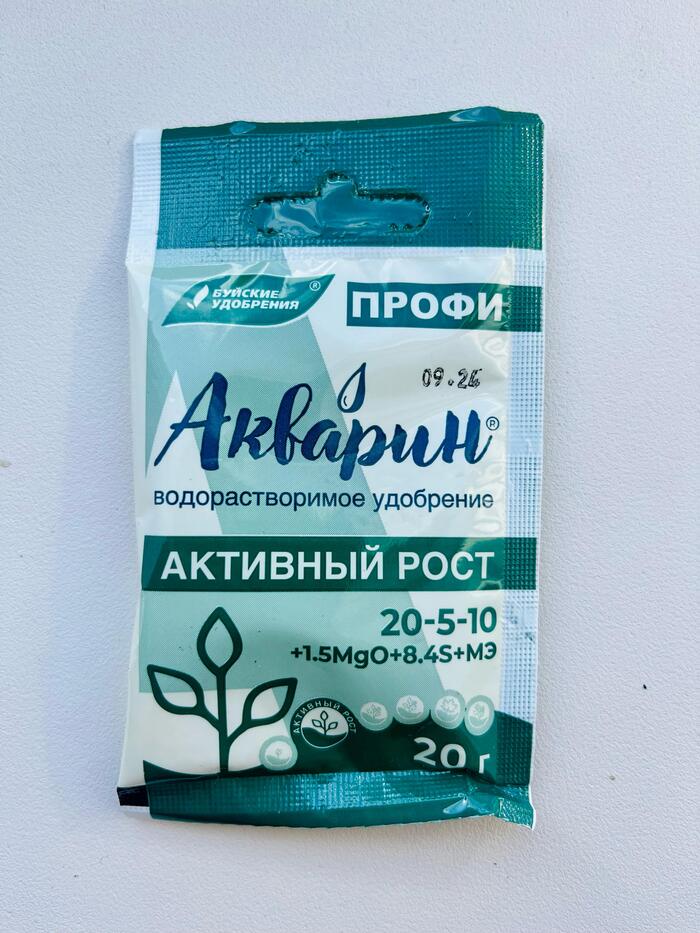 БУЙСКИЕ
УДОБРЕНИЯ ®
ПРОФИ
09.24
Акварин®
водорастворимое удобрение
АКТИВНЫЙ РОСТ
20-5-10
+1.5MgO+8.4S+МЭ
АКТИВНЫЙ РОСТ
20 г